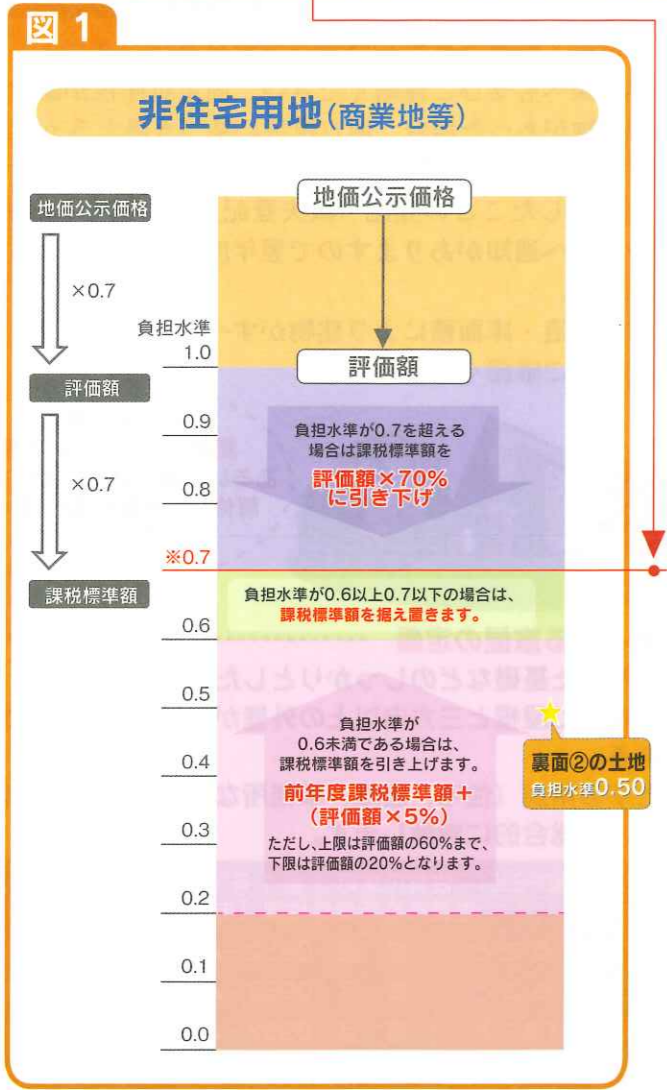 図1
非住宅用地(商業地等)
地価公示価格
×0.7
評価額
×0.7
課税標準額
負担水準
1.0
0.9
0.8
※0.7
0.6
0.5
0.4
0.3
0.2
0.1
0.0
地価公示価格
評価額
負担水準が0.7を超える
場合は課税標準額を
評価額×70%
に引き下げ
負担水準が0.6以上0.7以下の場合は、
課税標準額を据え置きます。
負担水準が
0.6未満である場合は、
課税標準額を引き上げます。
前年度課税標準額+
(評価額×5%)
ただし、上限は評価額の60%まで、
下限は評価額の20%となります。
裏面②の土地
負担水準0.50